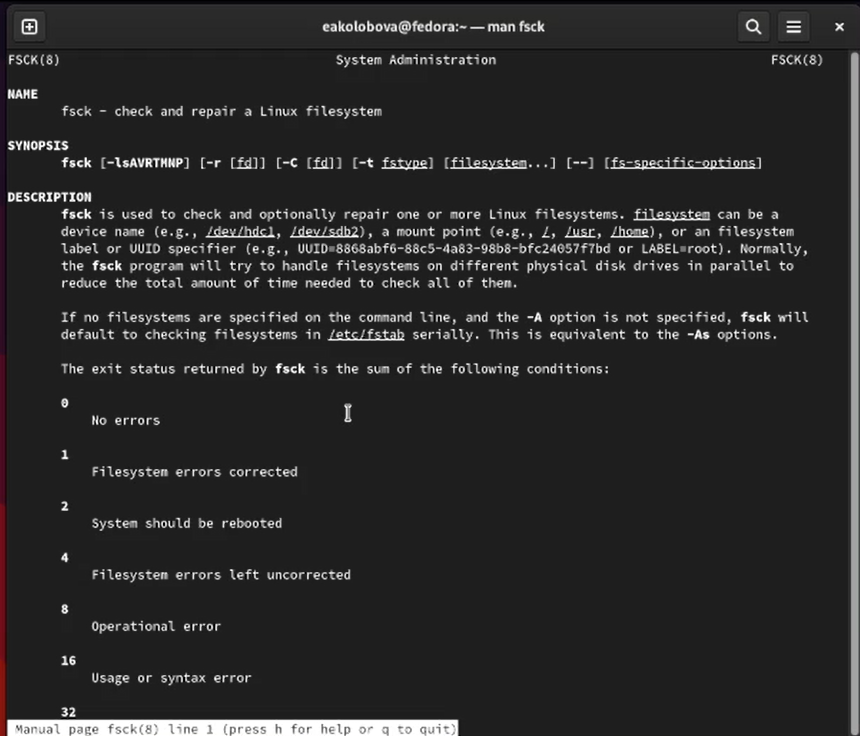 eakolobova@fedora:~ — man fsck
FSCK(8) System Administration FSCK(8)
NAME
fsck - check and repair a Linux filesystem
SYNOPSIS
fsck [-lsAVRTMNP] [-r [fd]] [-C [fd]] [-t fstype] [filesystem...] [--] [fs-specific-options]
DESCRIPTION
fsck is used to check and optionally repair one or more Linux filesystems. filesystem can be a
device name (e.g., /dev/hdc1, /dev/sdb2), a mount point (e.g., /, /usr, /home), or an filesystem
label or UUID specifier (e.g., UUID=8868abf6-88c5-4a83-98b8-bfc24057f7bd or LABEL=root). Normally,
the fsck program will try to handle filesystems on different physical disk drives in parallel to
reduce the total amount of time needed to check all of them.
If no filesystems are specified on the command line, and the -A option is not specified, fsck will
default to checking filesystems in /etc/fstab serially. This is equivalent to the -As options.
The exit status returned by fsck is the sum of the following conditions:
0
No errors
1
Filesystem errors corrected
2
System should be rebooted
4
Filesystem errors left uncorrected
8
Operational error
16
Usage or syntax error
32
Manual page fsck(8) line 1 (press h for help or q to quit)